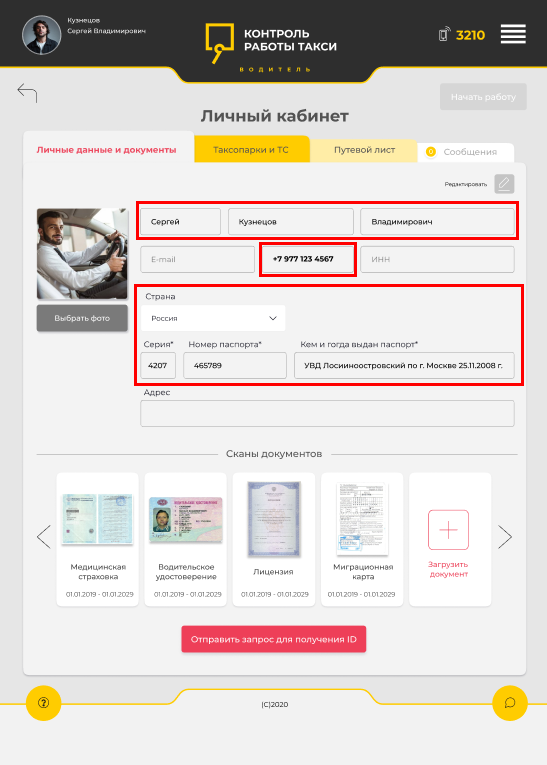 Кузнецов
Сергей Владимирович
КОНТРОЛЬ
РАБОТЫ ТАКСИ
ВОДИТЕЛЬ
3210
Начать работу
Личный кабинет
Личные данные и документы
Таксопарки и ТС
Путевой лист
0 Сообщения
Редактировать
Сергей
Кузнецов
Владимирович
E-mail
+7 977 123 4567
ИНН
Выбрать фото
Страна
Россия
Серия*
Номер паспорта*
Кем и гогда выдан паспорт*
4207
465789
УВД Лосииноостровский по г. Москве 25.11.2008 г.
Адрес
Сканы документов
Медицинская
страховка
01.01.2019 - 01.01.2029
Водительское
удостоверение
01.01.2019 - 01.01.2029
Лицензия
01.01.2019 - 01.01.2029
Миграционная
карта
01.01.2019 - 01.01.2029
Загрузить
документ
Отправить запрос для получения ID
?
(C)2020